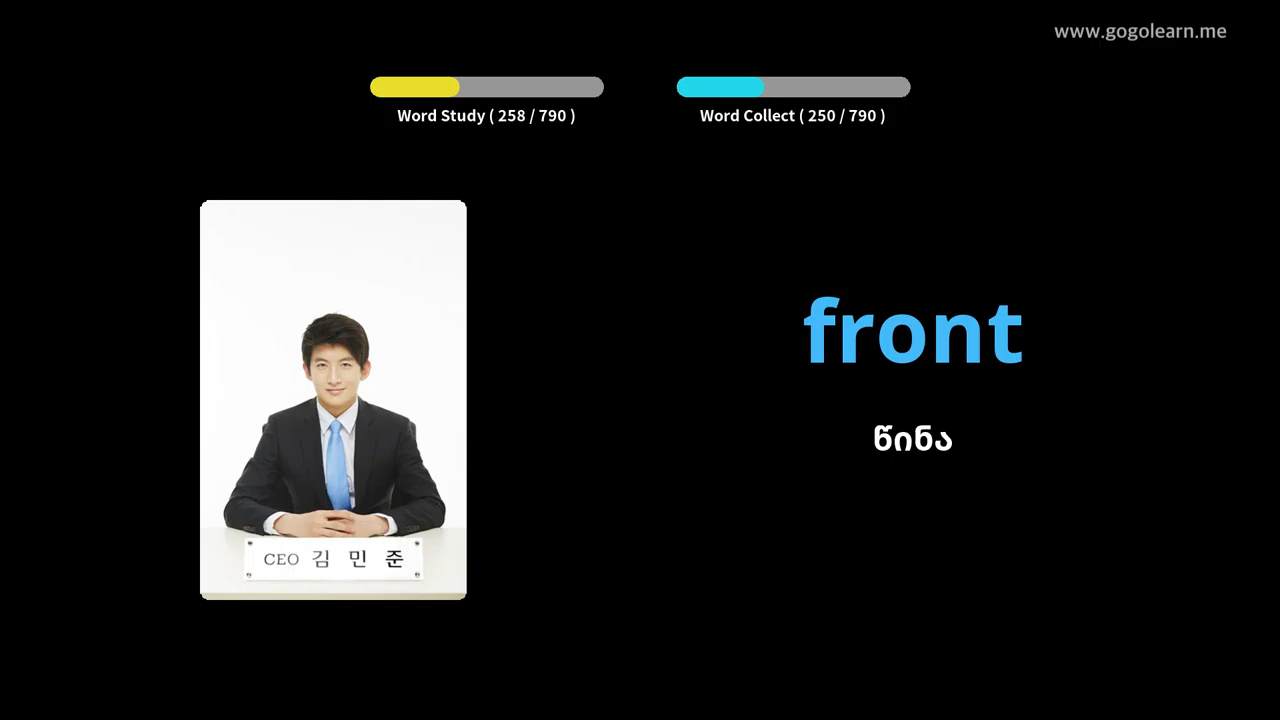 www.gogolearn.me
Word Study ( 258 / 790 )
Word Collect ( 250 / 790 )
front
წინა
CEO 김 민 준